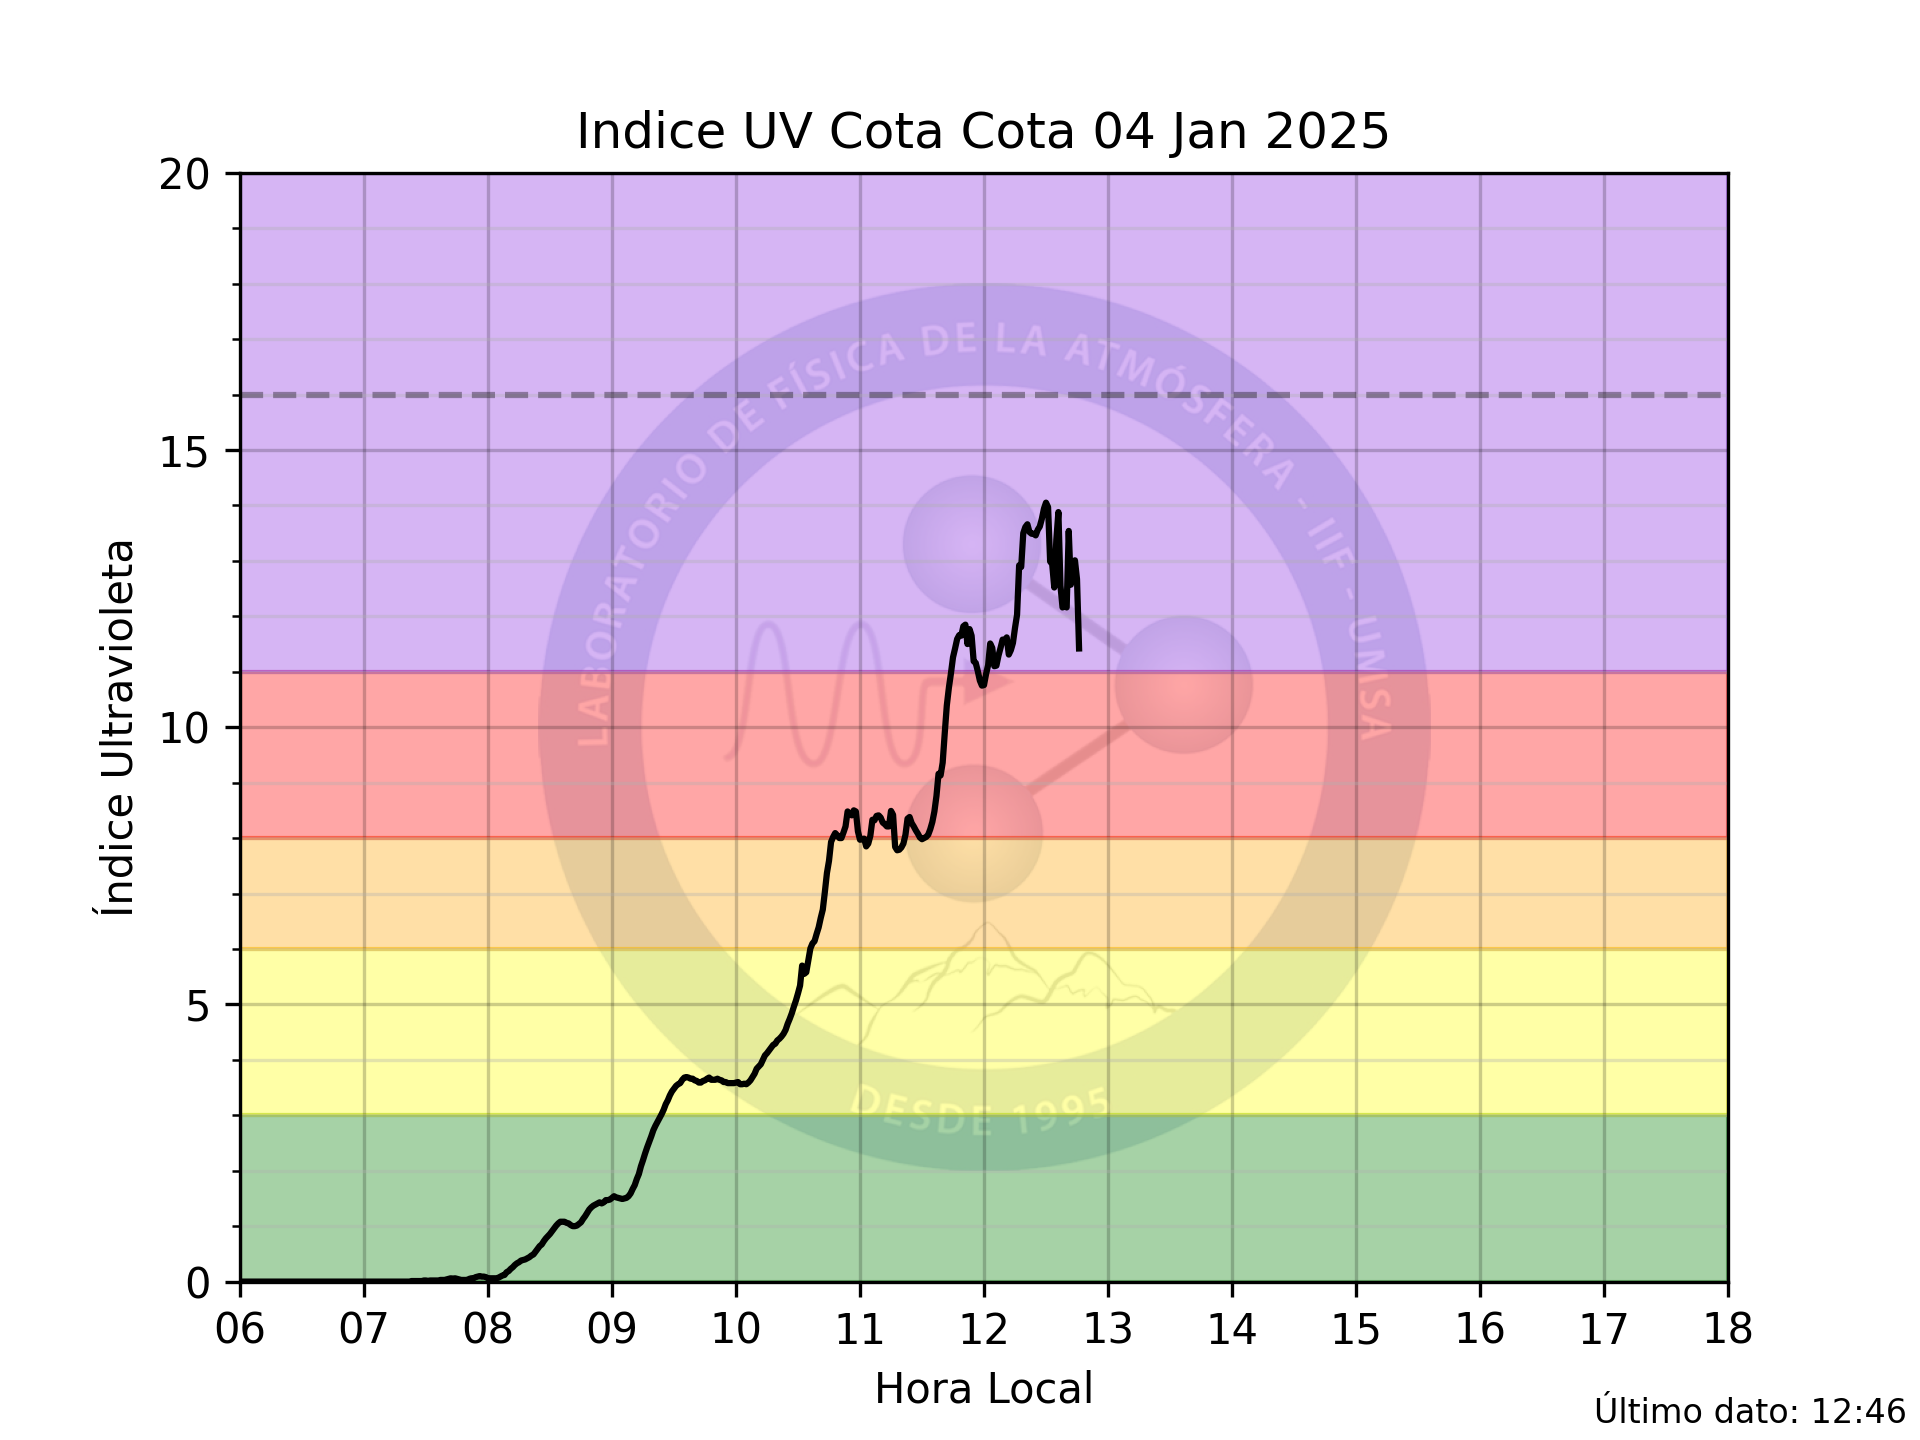 Indice UV Cota Cota 04 Jan 2025
Índice Ultravioleta
20
15
10
5
0
LABORATORIO DE FÍSICA DE LA ATMÓSFERA - IIF - UMSA
DESDE 1995
06 07 08 09 10 11 12 13 14 15 16 17 18
Hora Local
Último dato: 12:46